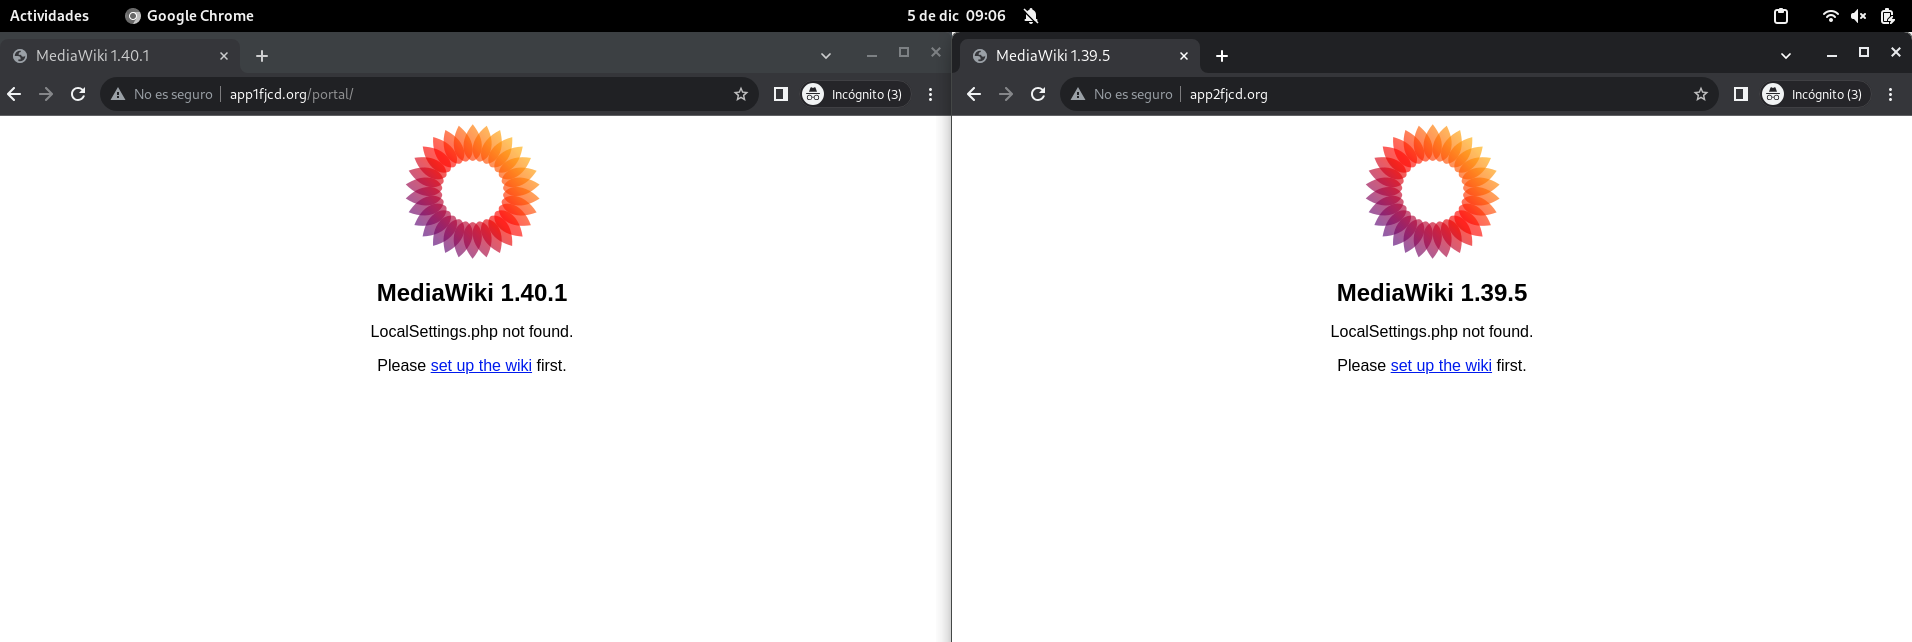 Actividades Google Chrome 5 de dic 09:06
MediaWiki 1.40.1
No es seguro app1fjcd.org/portal/ Incógnito (3)
MediaWiki 1.40.1
LocalSettings.php not found.
Please set up the wiki first.
MediaWiki 1.39.5
No es seguro app2fjcd.org Incógnito (3)
MediaWiki 1.39.5
LocalSettings.php not found.
Please set up the wiki first.